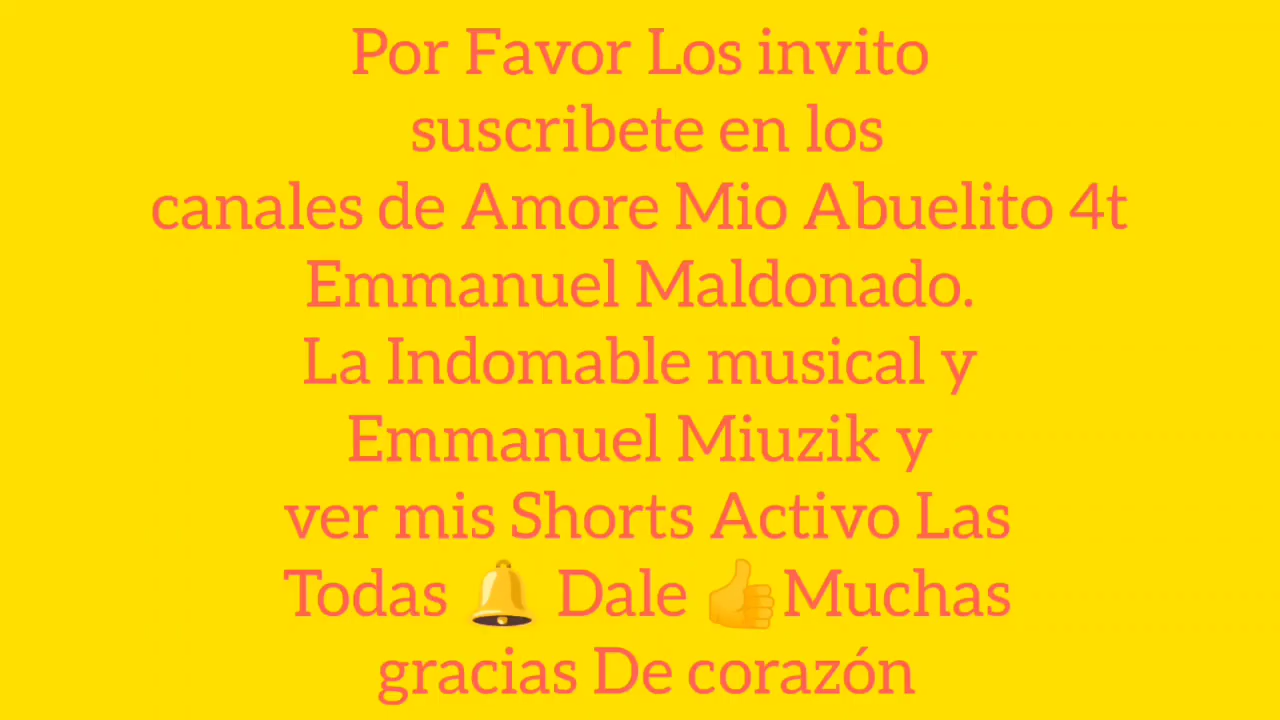 Por Favor Los invito
suscribete en los
canales de Amore Mio Abuelito 4t
Emmanuel Maldonado.
La Indomable musical y
Emmanuel Miuzik y
ver mis Shorts Activo Las
Todas 🔔 Dale 👍Muchas
gracias De corazón